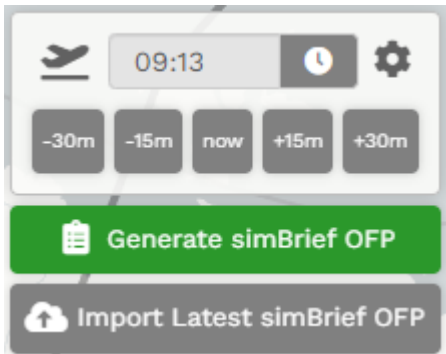 09:13
-30m -15m now +15m +30m
Generate simBrief OFP
Import Latest simBrief OFP